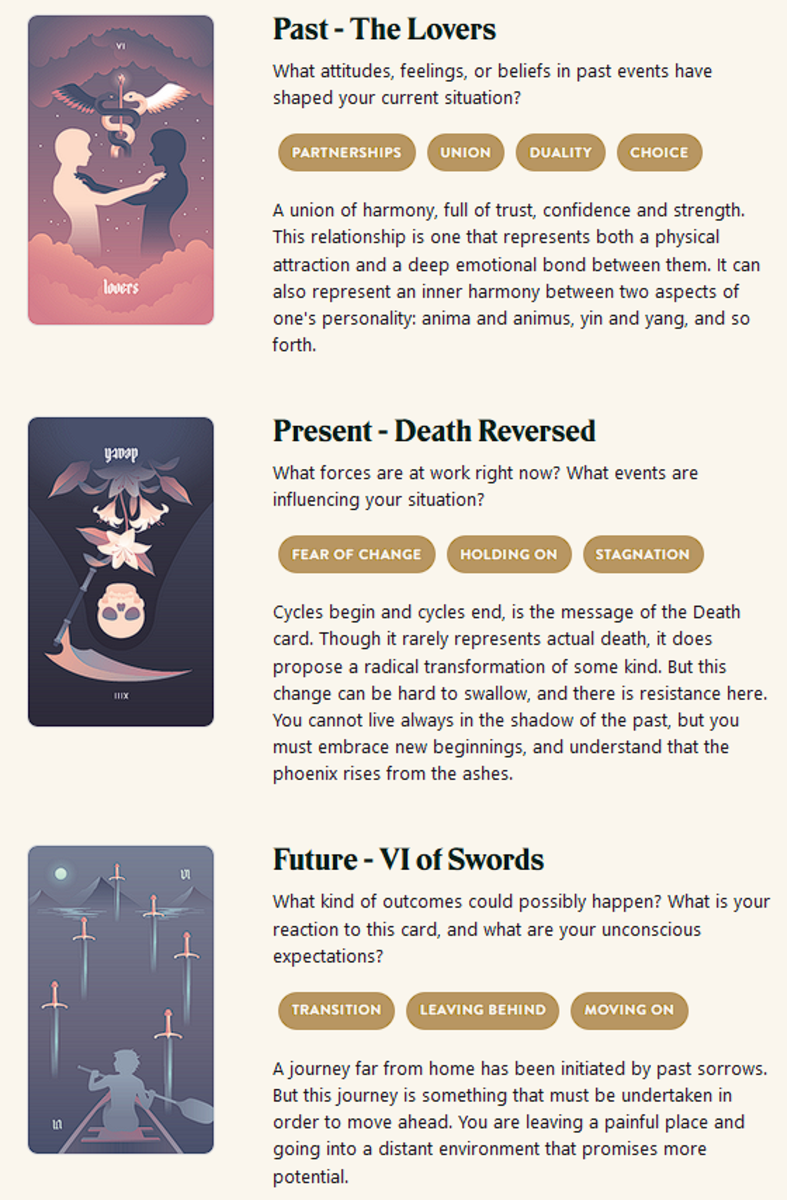 VI
lovers
Past - The Lovers
What attitudes, feelings, or beliefs in past events have
shaped your current situation?
PARTNERSHIPS UNION DUALITY CHOICE
A union of harmony, full of trust, confidence and strength.
This relationship is one that represents both a physical
attraction and a deep emotional bond between them. It can
also represent an inner harmony between two aspects of
one's personality: anima and animus, yin and yang, and so
forth.
death
XIII
Present - Death Reversed
What forces are at work right now? What events are
influencing your situation?
FEAR OF CHANGE HOLDING ON STAGNATION
Cycles begin and cycles end, is the message of the Death
card. Though it rarely represents actual death, it does
propose a radical transformation of some kind. But this
change can be hard to swallow, and there is resistance here.
You cannot live always in the shadow of the past, but you
must embrace new beginnings, and understand that the
phoenix rises from the ashes.
VI
VI
Future - VI of Swords
What kind of outcomes could possibly happen? What is your
reaction to this card, and what are your unconscious
expectations?
TRANSITION LEAVING BEHIND MOVING ON
A journey far from home has been initiated by past sorrows.
But this journey is something that must be undertaken in
order to move ahead. You are leaving a painful place and
going into a distant environment that promises more
potential.